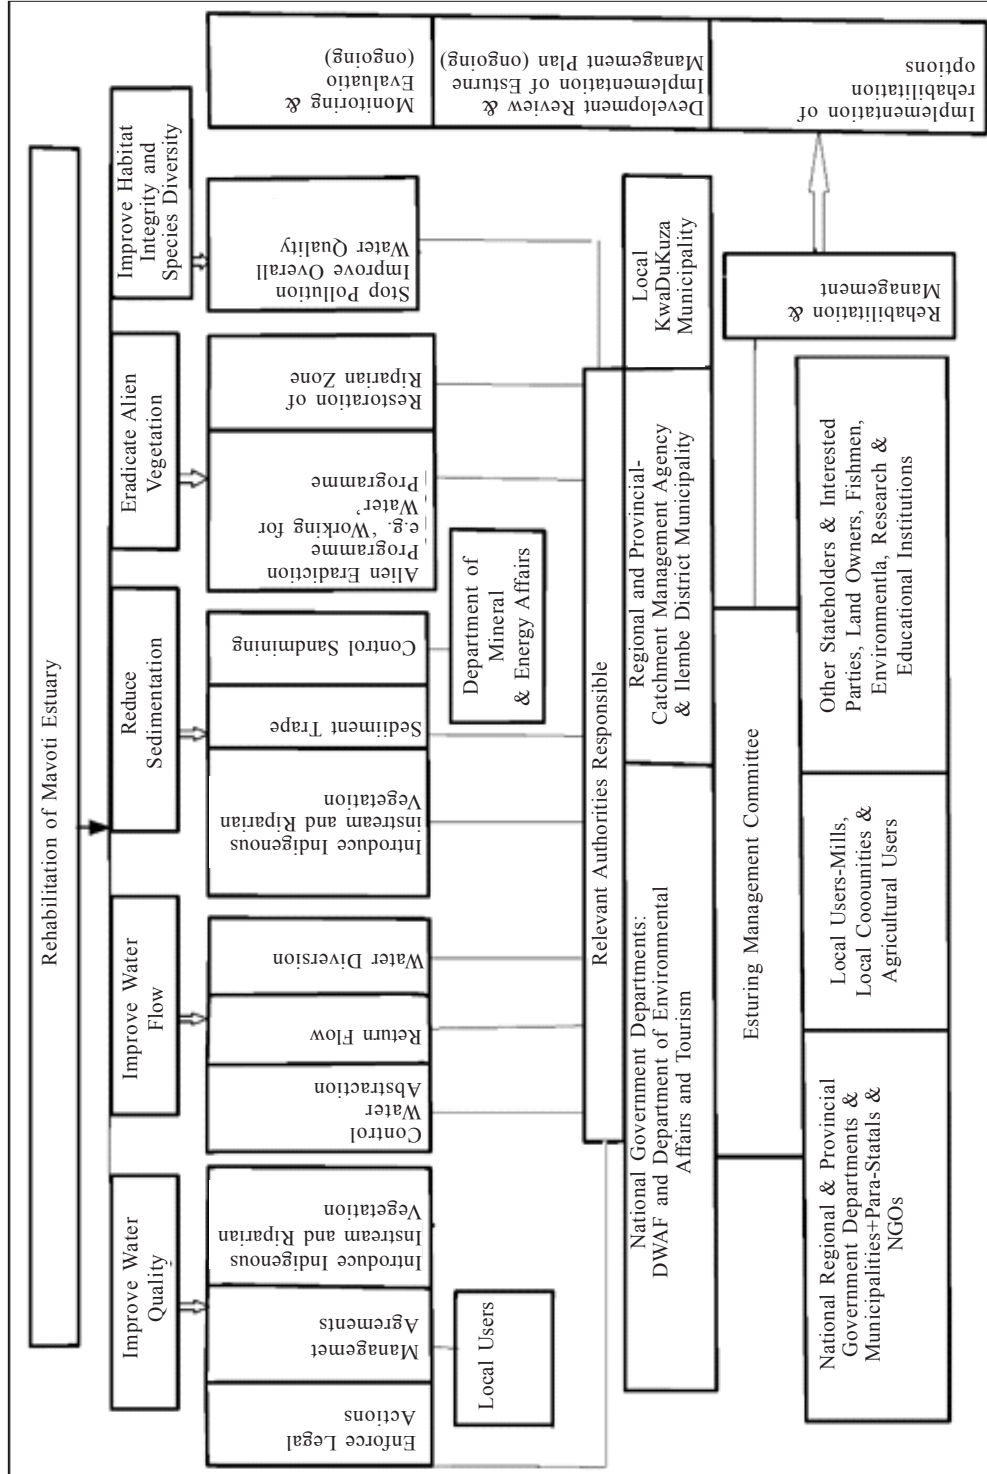 Rehabilitation of Mavoti Estuary
Improve Water
Quality
Improve Water
Flow
Reduce
Sedimentation
Eradicate Alien
Vegetation
Improve Habitat
Integrity and
Species Diversity
Enforce Legal
Actions
Managemet
Agrements
Introduce Indigenous
Instream and Riparian
Vegetation
Control
Water
Abstraction
Return Flow
Water Diversion
Introduce Indigenous
instream and Riparian
Vegetation
Sediiment Trape
Control Sandmining
Alien Eradiction
Programme
e.g. ‘Working for
Water’
Programme
Restoration of
Riparian Zone
Stop Pollution
Improve Overall
Water Quality
Monitoring &
Evaluatio
(ongoing)
Development Review &
Implementation of Esturne
Management Plan (ongoing)
Implementation of
rehabilitation
options
Local Users
Department of
Mineral
& Energy Affairs
Relevant Authorities Responsible
National Government Departments:
DWAF and Department of Environmental
Affairs and Tourism
Regional and Provincial-
Catchment Management Agency
& Ilembe District Municipality
Local
KwaDuKuza
Municipality
Esturing Management Committee
Rehabilitation &
Management
National Regional & Provincial
Government Departments &
Municipalities+Para-Statals &
NGOs
Local Users-Mills,
Local Cooounities &
Agricultural Users
Other Stateholders & Interested
Parties, Land Owners, Fishmen,
Environmentla, Research &
Educational Institutions